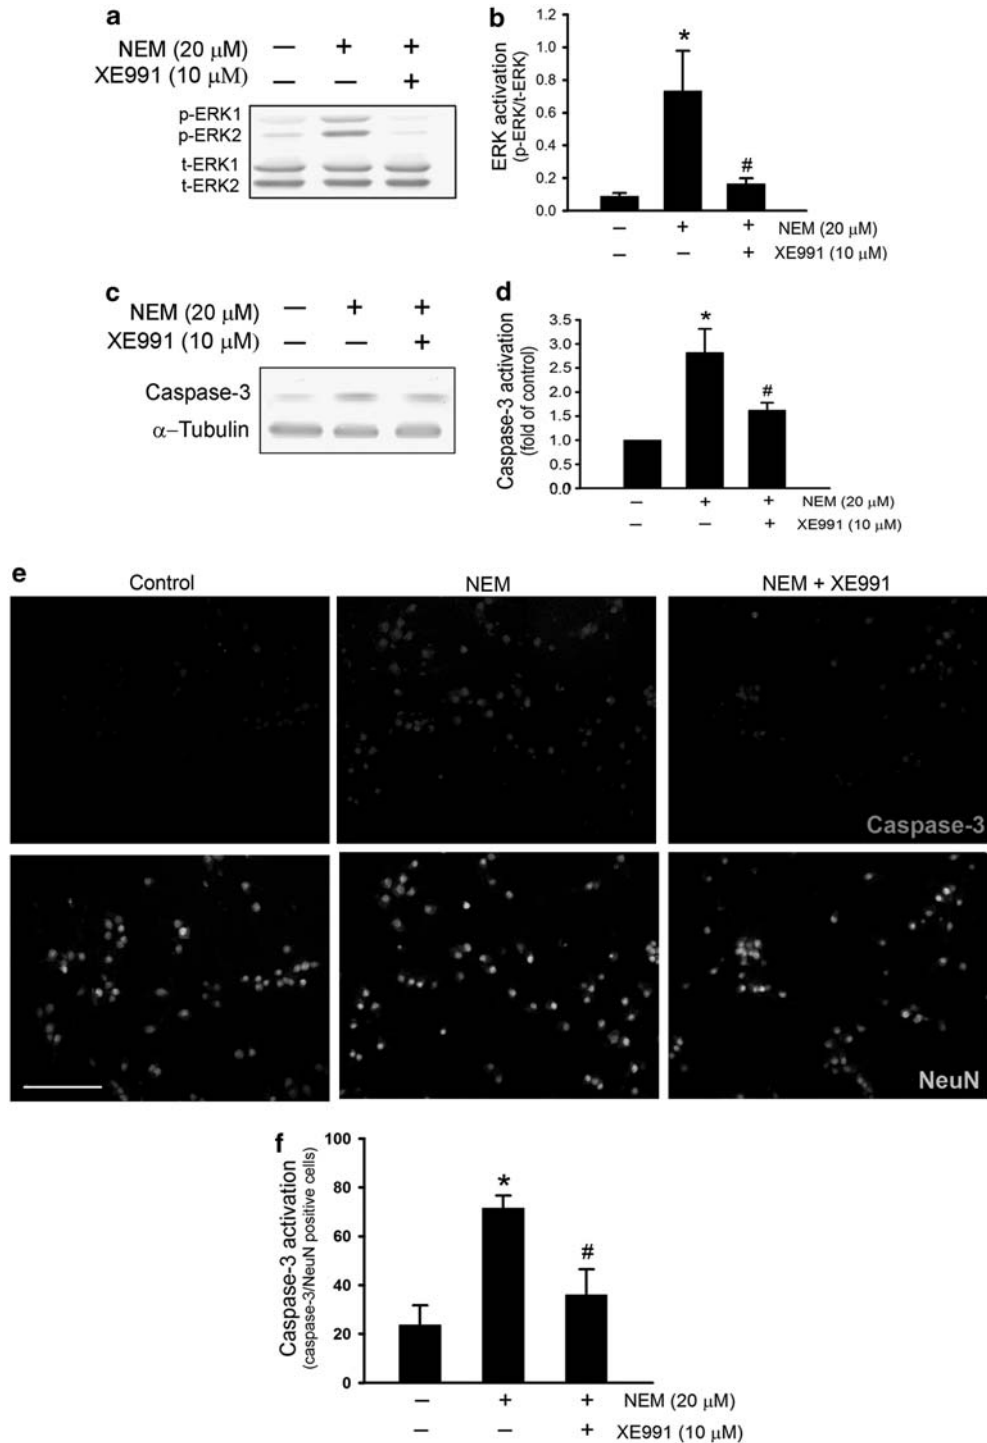 a
NEM (20 μM) — + +
XE991 (10 μM) — — +
p-ERK1
p-ERK2
t-ERK1
t-ERK2
b
ERK activation
(p-ERK/t-ERK)
1.2
1.0
0.8
0.6
0.4
0.2
0.0
*
#
– + + NEM (20 μM)
– – + XE991 (10 μM)
c
NEM (20 μM) — + +
XE991 (10 μM) — — +
Caspase-3
α–Tubulin
d
Caspase-3 activation
(fold of control)
3.5
3.0
2.5
2.0
1.5
1.0
0.5
0.0
*
#
– + + NEM (20 μM)
– – + XE991 (10 μM)
e
Control NEM NEM + XE991
Caspase-3
NeuN
f
Caspase-3 activation
(caspase-3/NeuN positive cells)
100
80
60
40
20
0
*
#
– + + NEM (20 μM)
– – + XE991 (10 μM)